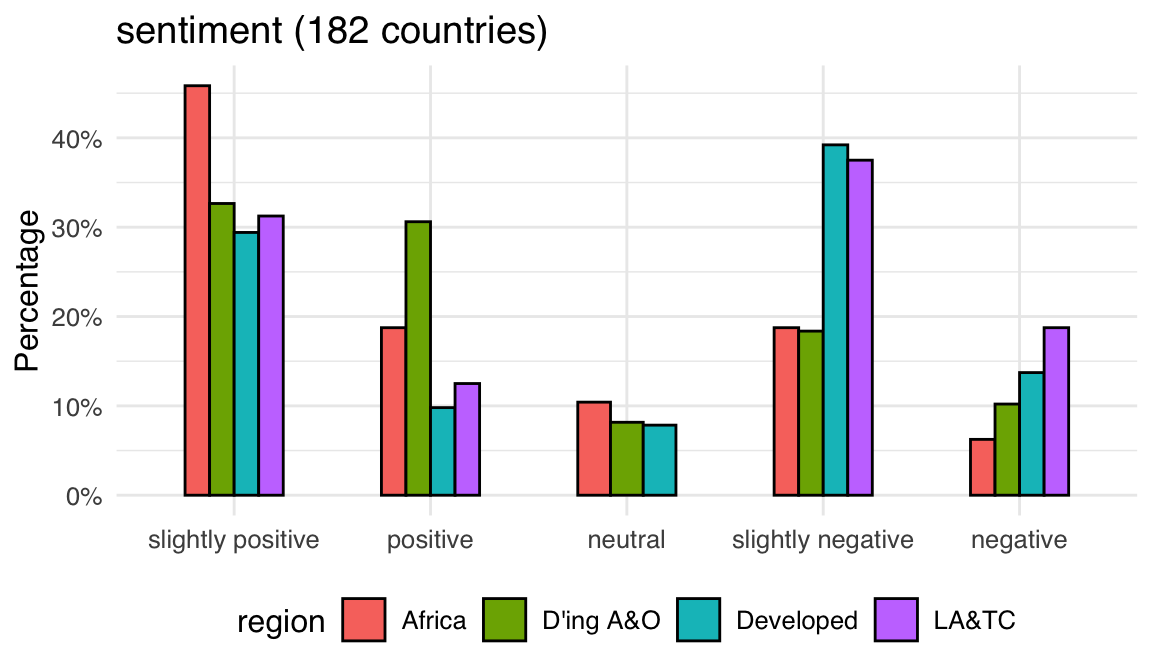 sentiment (182 countries)
Percentage
40%
30%
20%
10%
0%
slightly positive positive neutral slightly negative negative
region Africa D'ing A&O Developed LA&TC